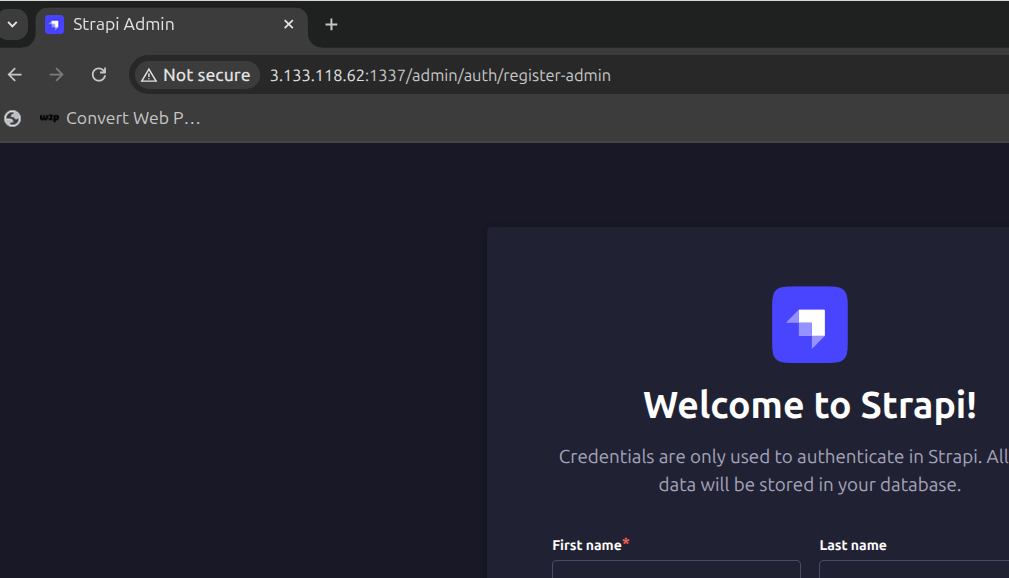 Strapi Admin
Not secure 3.133.118.62:1337/admin/auth/register-admin
w2p Convert Web P…
Welcome to Strapi!
Credentials are only used to authenticate in Strapi. All
data will be stored in your database.
First name* Last name